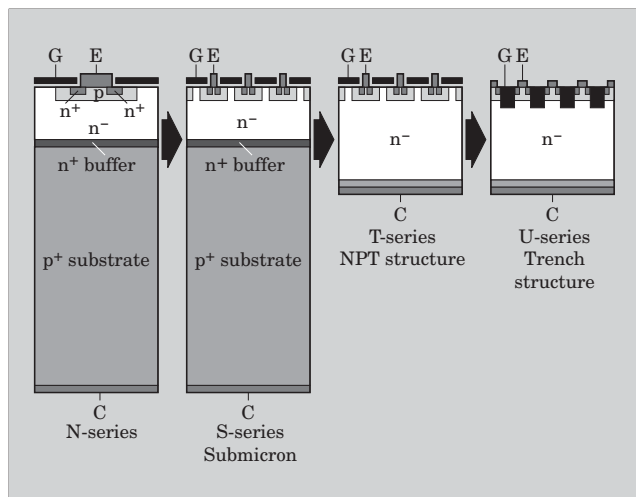 G E
p
n+ n+
n−
n+ buffer
p+ substrate
C
N-series
G E
n−
n+ buffer
p+ substrate
C
S-series
Submicron
G E
n−
C
T-series
NPT structure
G E
n−
C
U-series
Trench
structure